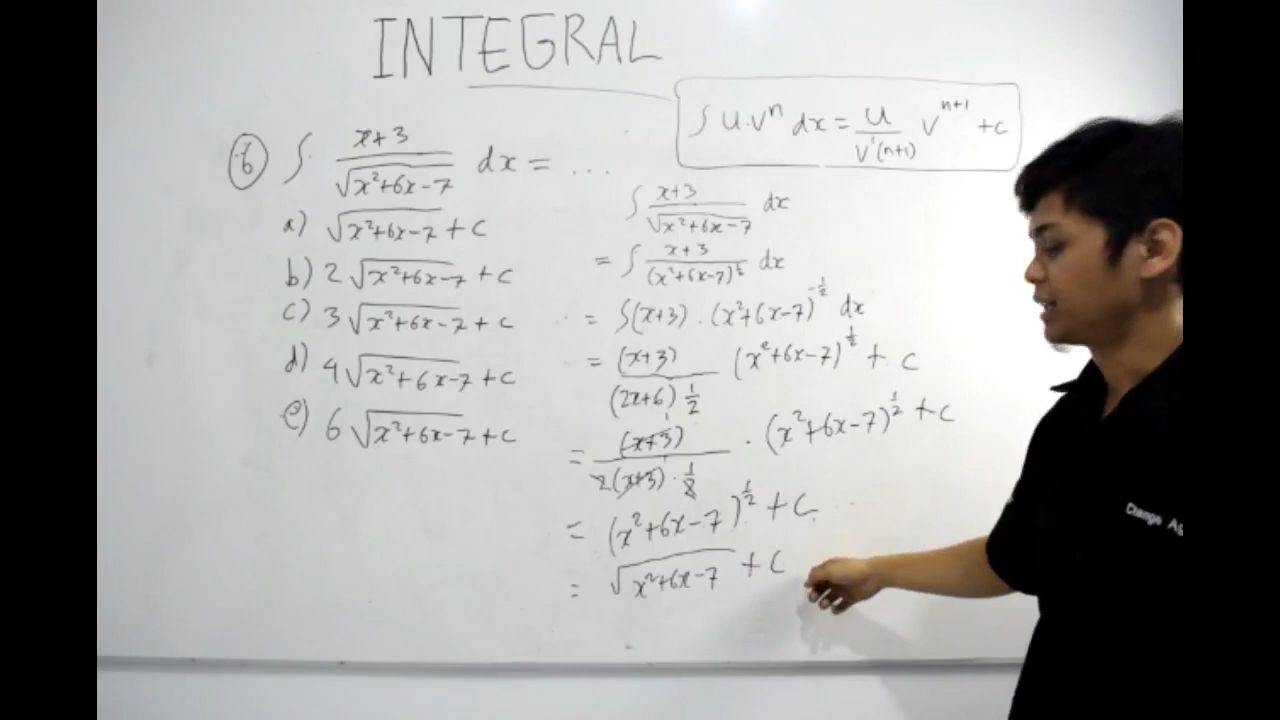 INTEGRAL
∫ U.Vⁿ dx = U/(V'(n+1)) V^(n+1) + C
⑥ ∫ (x+3)/√(x²+6x-7) dx = ...
a) √(x²+6x-7) + C
b) 2 √(x²+6x-7) + C
c) 3 √(x²+6x-7) + C
d) 4 √(x²+6x-7) + C
e) 6 √(x²+6x-7) + C
∫ (x+3)/√(x²+6x-7) dx
= ∫ (x+3)/(x²+6x-7)^(1/2) dx
= ∫(x+3) . (x²+6x-7)^(-1/2) dx
= (x+3)/((2x+6) 1/2) (x²+6x-7)^(1/2) + C
= (x+3)/(2(x+3) . 1/2) . (x²+6x-7)^(1/2) + C
= (x²+6x-7)^(1/2) + C
= √(x²+6x-7) + C